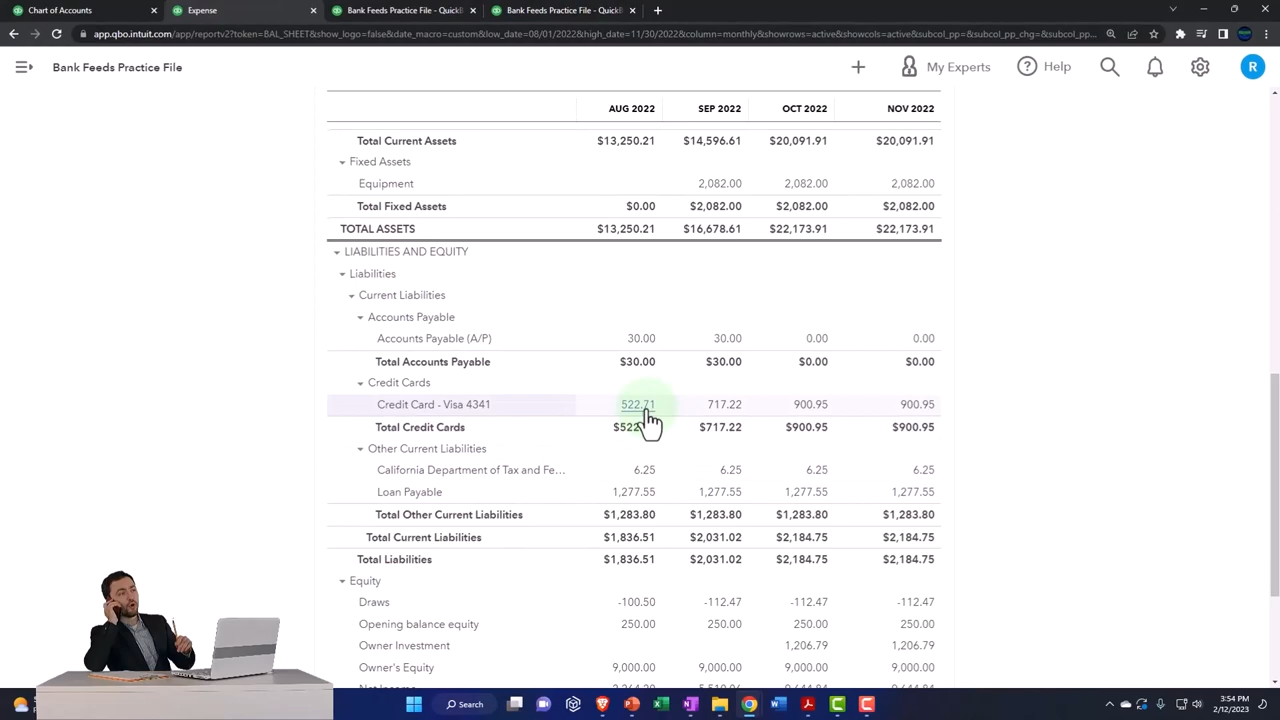 Chart of Accounts
Expense
Bank Feeds Practice File - QuickB
Bank Feeds Practice File - QuickB
app.qbo.intuit.com/app/reportv2?token=BAL_SHEET&show_logo=false&date_macro=custom&low_date=08/01/2022&high_date=11/30/2022&column=monthly&showrows=active&showcols=active&subcol_pp=&subcol_pp_chg=&subcol_pp...
Bank Feeds Practice File
My Experts
Help
R
AUG 2022 SEP 2022 OCT 2022 NOV 2022
Total Current Assets $13,250.21 $14,596.61 $20,091.91 $20,091.91
Fixed Assets
Equipment 2,082.00 2,082.00 2,082.00
Total Fixed Assets $0.00 $2,082.00 $2,082.00 $2,082.00
TOTAL ASSETS $13,250.21 $16,678.61 $22,173.91 $22,173.91
LIABILITIES AND EQUITY
Liabilities
Current Liabilities
Accounts Payable
Accounts Payable (A/P) 30.00 30.00 0.00 0.00
Total Accounts Payable $30.00 $30.00 $0.00 $0.00
Credit Cards
Credit Card - Visa 4341 522.71 717.22 900.95 900.95
Total Credit Cards $522 $717.22 $900.95 $900.95
Other Current Liabilities
California Department of Tax and Fe... 6.25 6.25 6.25 6.25
Loan Payable 1,277.55 1,277.55 1,277.55 1,277.55
Total Other Current Liabilities $1,283.80 $1,283.80 $1,283.80 $1,283.80
Total Current Liabilities $1,836.51 $2,031.02 $2,184.75 $2,184.75
Total Liabilities $1,836.51 $2,031.02 $2,184.75 $2,184.75
Equity
Draws -100.50 -112.47 -112.47 -112.47
Opening balance equity 250.00 250.00 250.00 250.00
Owner Investment 1,206.79 1,206.79
Owner's Equity 9,000.00 9,000.00 9,000.00 9,000.00
Search
3:54 PM
2/12/2023